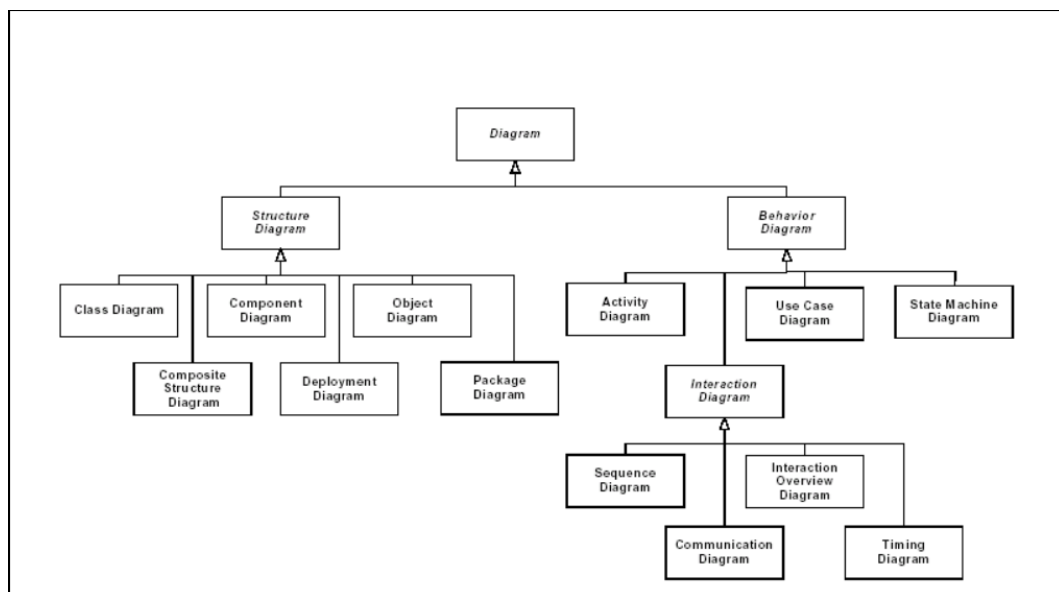 Diagram
Structure
Diagram
Behavior
Diagram
Class Diagram
Component
Diagram
Object
Diagram
Activity
Diagram
Use Case
Diagram
State Machine
Diagram
Composite
Structure
Diagram
Deployment
Diagram
Package
Diagram
Interaction
Diagram
Sequence
Diagram
Interaction
Overview
Diagram
Communication
Diagram
Timing
Diagram